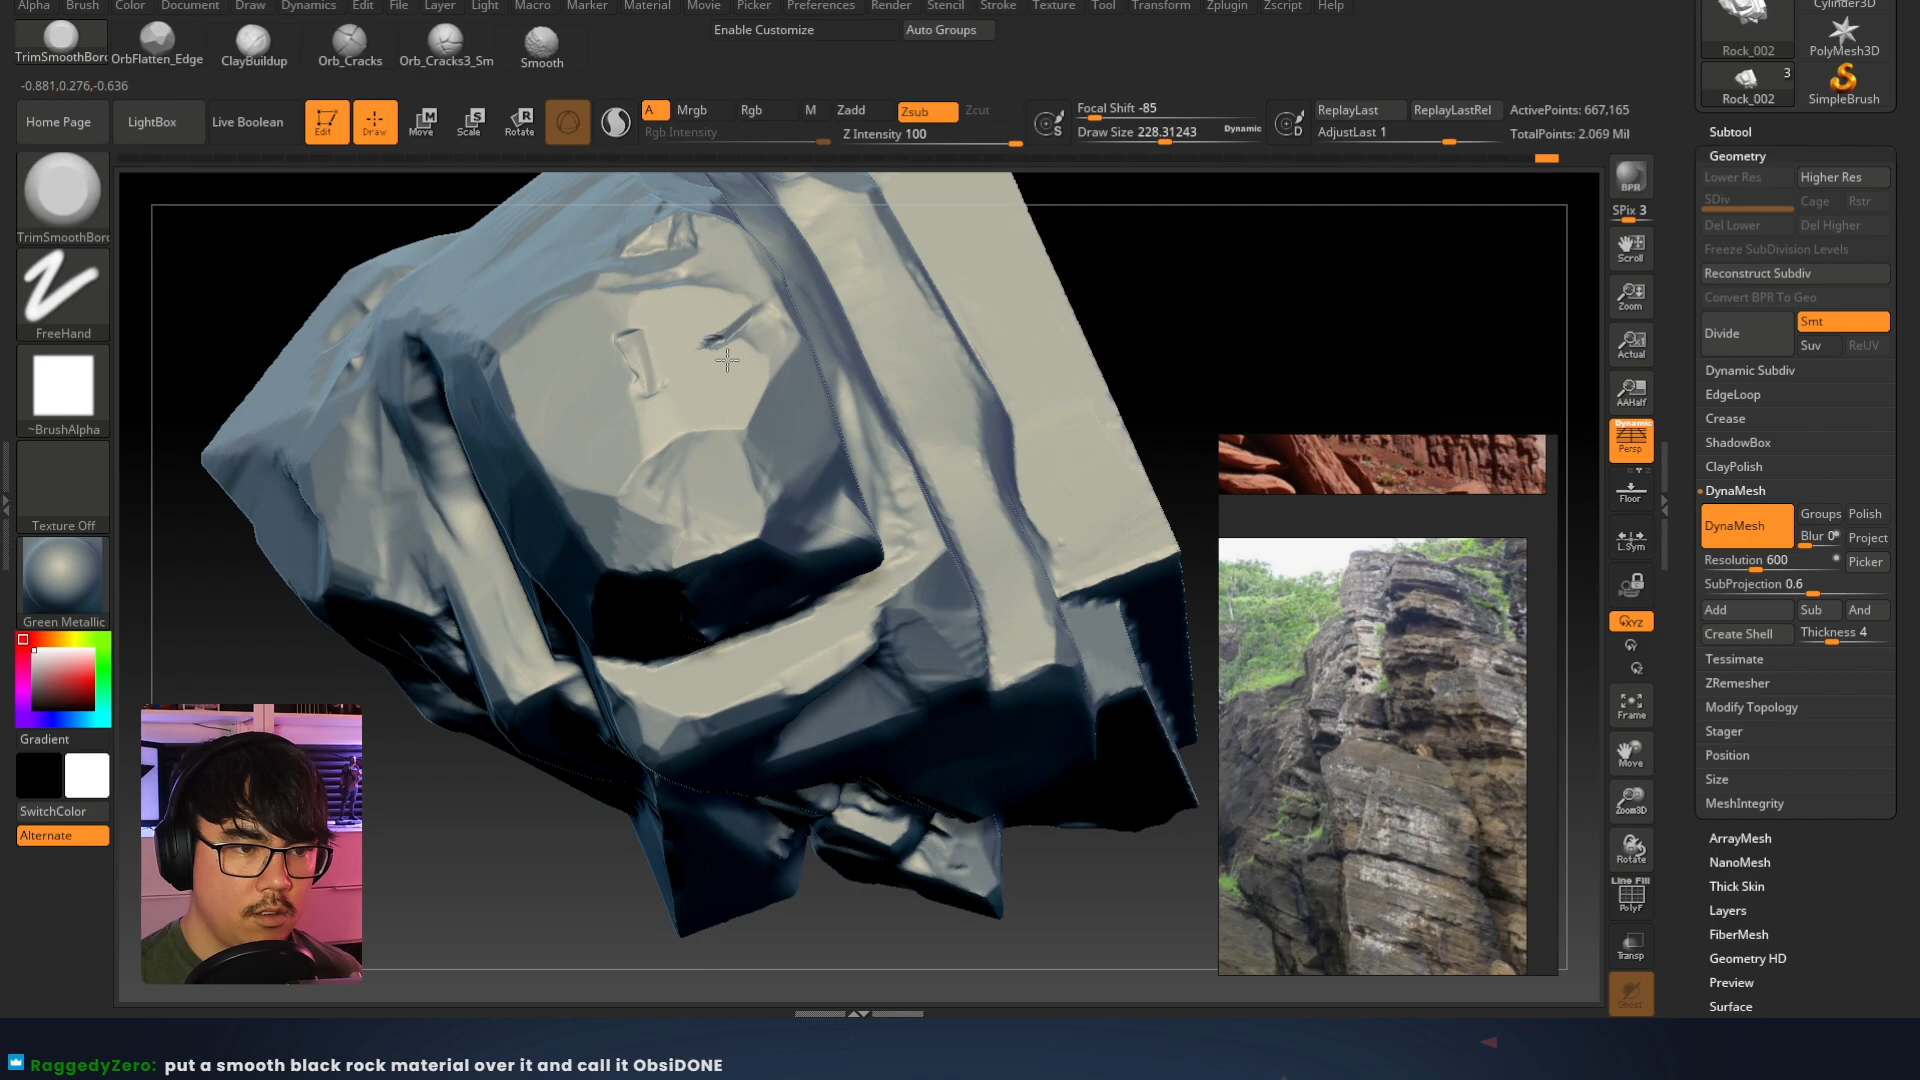 Alpha Brush Color Document Draw Dynamics Edit File Layer Light Macro Marker Material Movie Picker Preferences Render Stencil Stroke Texture Tool Transform Zplugin Zscript Help
Enable Customize Auto Groups
TrimSmoothBorc OrbFlatten_Edge ClayBuildup Orb_Cracks Orb_Cracks3_Sm Smooth
-0.881,0.276,-0.636
Home Page LightBox Live Boolean Edit Draw Move Scale Rotate
A Mrgb Rgb M Zadd Zsub Zcut
Rgb Intensity Z Intensity 100
S Focal Shift -85
Draw Size 228.31243 Dynamic
D ReplayLast ReplayLastRel ActivePoints: 667,165
AdjustLast 1 TotalPoints: 2.069 Mil
TrimSmoothBorc
FreeHand
~BrushAlpha
Texture Off
Green Metallic
Gradient
SwitchColor
Alternate
BPR
SPix 3
Scroll
Zoom
Actual
AAHalf
Dynamic
Persp
Floor
L.Sym
XYZ
Frame
Move
Zoom3D
Rotate
Line Fill
PolyF
Transp
Ghost
Cylinder3D
Rock_002 PolyMesh3D
3
Rock_002 SimpleBrush
Subtool
Geometry
Lower Res Higher Res
SDiv Cage Rstr
Del Lower Del Higher
Freeze SubDivision Levels
Reconstruct Subdiv
Convert BPR To Geo
Divide Smt
Suv ReUV
Dynamic Subdiv
EdgeLoop
Crease
ShadowBox
ClayPolish
DynaMesh
DynaMesh Groups Polish
Blur 0 Project
Resolution 600 Picker
SubProjection 0.6
Add Sub And
Create Shell Thickness 4
Tessimate
ZRemesher
Modify Topology
Stager
Position
Size
MeshIntegrity
ArrayMesh
NanoMesh
Thick Skin
Layers
FiberMesh
Geometry HD
Preview
Surface
RaggedyZero: put a smooth black rock material over it and call it ObsiDONE